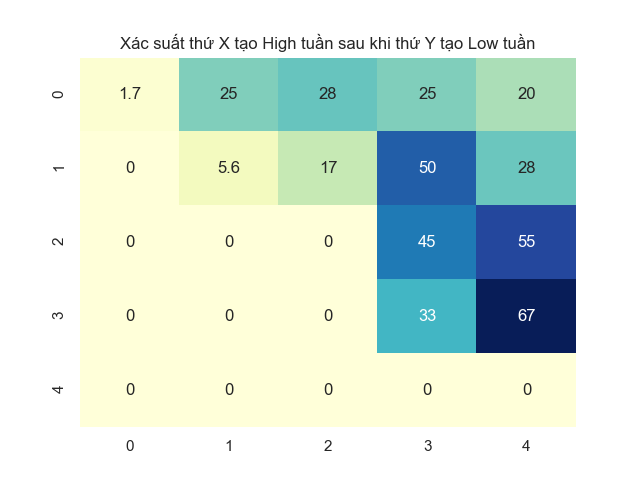 Xác suất thứ X tạo High tuần sau khi thứ Y tạo Low tuần
0 1.7 25 28 25 20
1 0 5.6 17 50 28
2 0 0 0 45 55
3 0 0 0 33 67
4 0 0 0 0 0
0 1 2 3 4